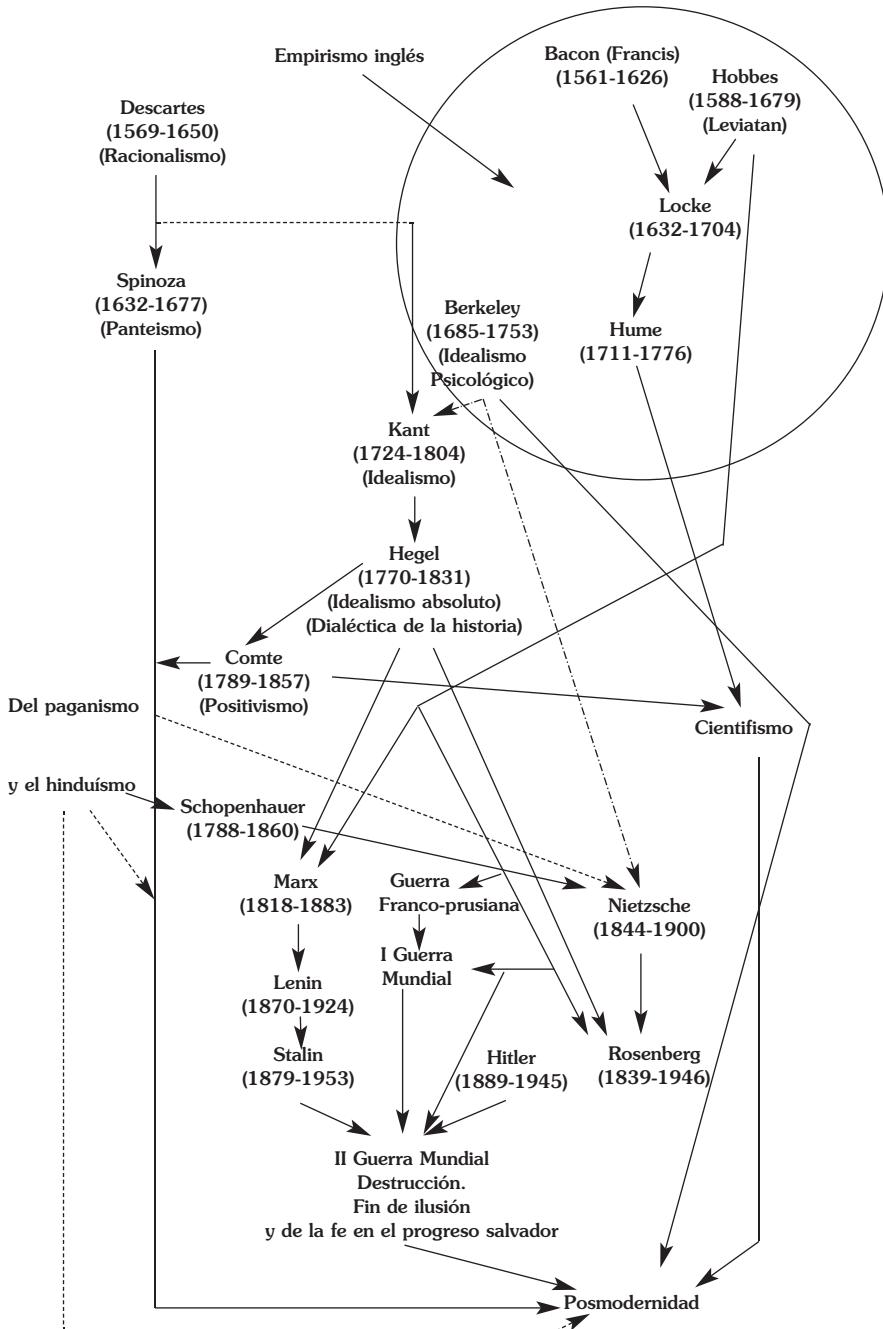 Empirismo inglés
Bacon (Francis)
(1561-1626)
Hobbes
(1588-1679)
(Leviatan)
Descartes
(1569-1650)
(Racionalismo)
Locke
(1632-1704)
Spinoza
(1632-1677)
(Panteismo)
Berkeley
(1685-1753)
(Idealismo
Psicológico)
Hume
(1711-1776)
Kant
(1724-1804)
(Idealismo)
Hegel
(1770-1831)
(Idealismo absoluto)
(Dialéctica de la historia)
Comte
(1789-1857)
(Positivismo)
Del paganismo
Cientifismo
y el hinduísmo
Schopenhauer
(1788-1860)
Marx
(1818-1883)
Guerra
Franco-prusiana
Nietzsche
(1844-1900)
I Guerra
Mundial
Lenin
(1870-1924)
Stalin
(1879-1953)
Hitler
(1889-1945)
Rosenberg
(1839-1946)
II Guerra Mundial
Destrucción.
Fin de ilusión
y de la fe en el progreso salvador
Posmodernidad